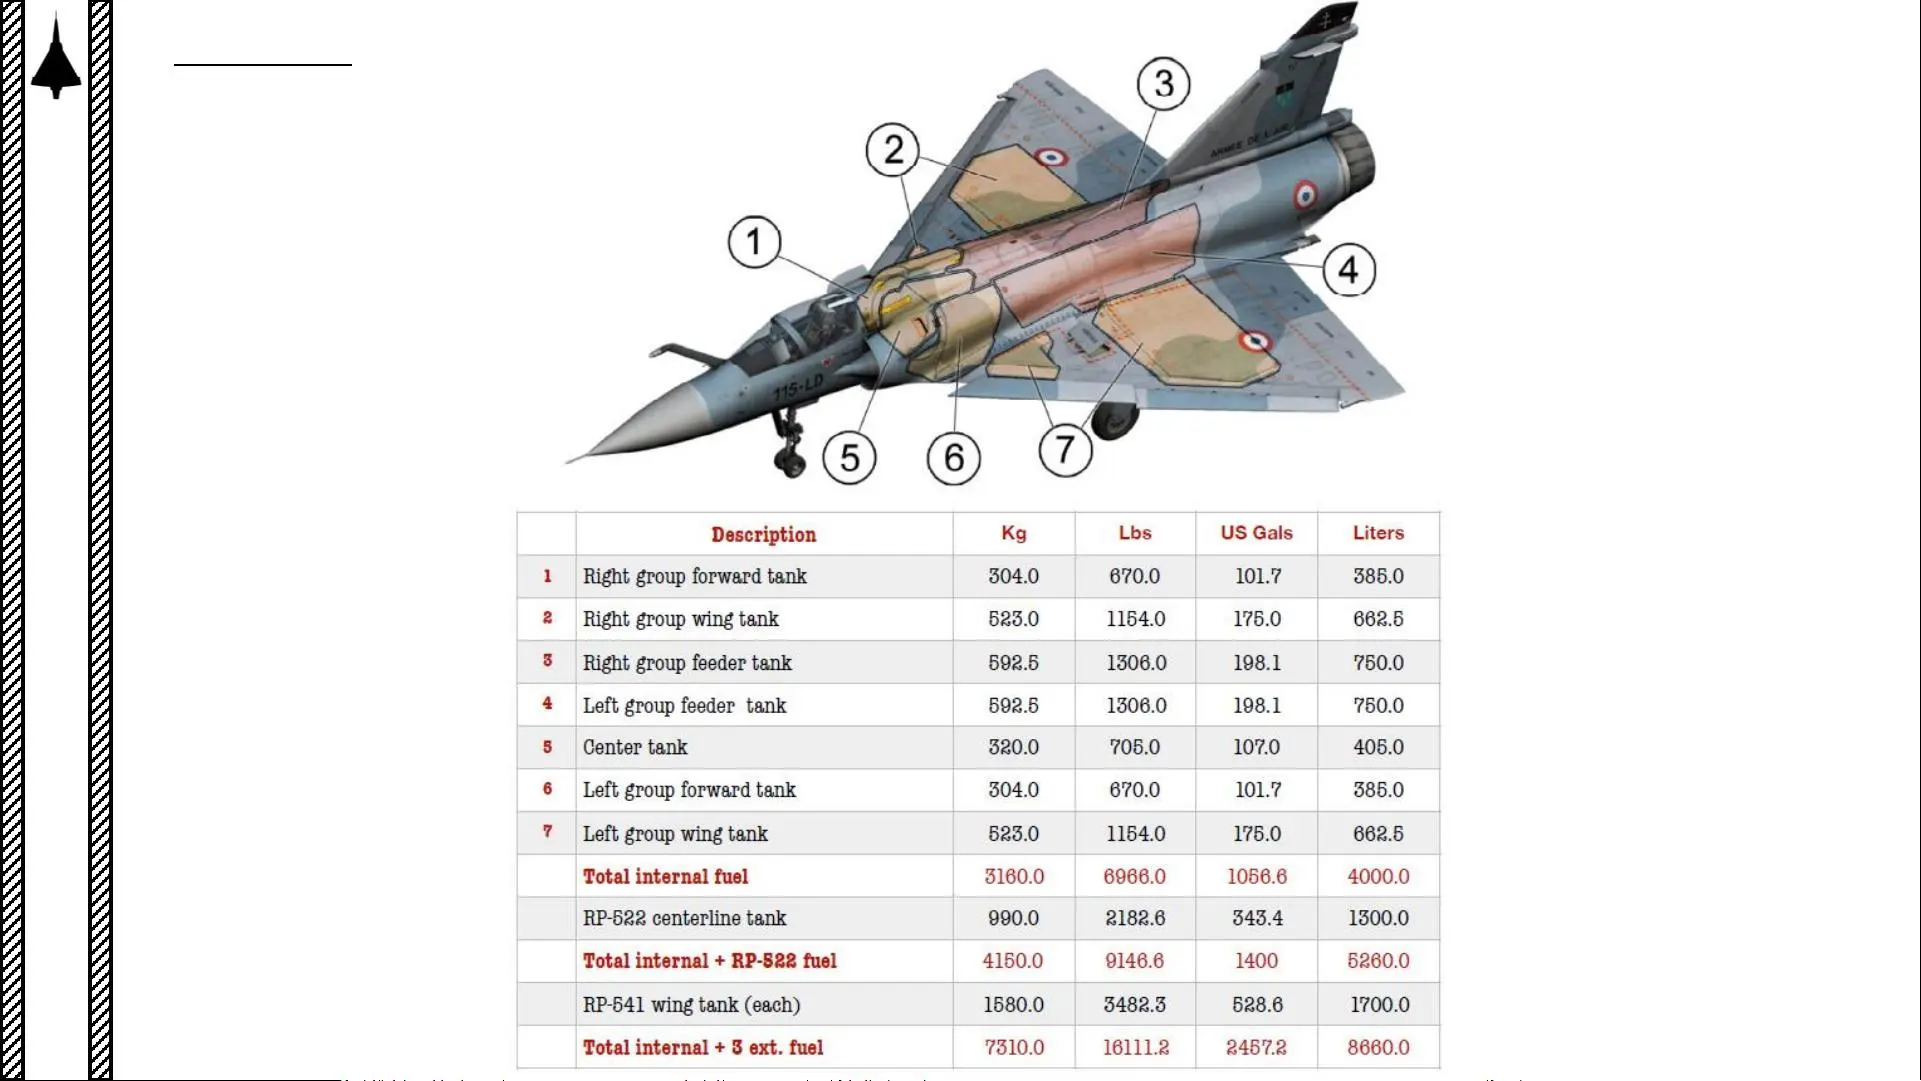 3
2
1
4
ARMEE DE L'AIR
115-LD
5
6
7
Description Kg Lbs US Gals Liters
1 Right group forward tank 304.0 670.0 101.7 385.0
2 Right group wing tank 523.0 1154.0 175.0 662.5
3 Right group feeder tank 592.5 1306.0 198.1 750.0
4 Left group feeder tank 592.5 1306.0 198.1 750.0
5 Center tank 320.0 705.0 107.0 405.0
6 Left group forward tank 304.0 670.0 101.7 385.0
7 Left group wing tank 523.0 1154.0 175.0 662.5
Total internal fuel 3160.0 6966.0 1056.6 4000.0
RP-522 centerline tank 990.0 2182.6 343.4 1300.0
Total internal + RP-522 fuel 4150.0 9146.6 1400 5260.0
RP-541 wing tank (each) 1580.0 3482.3 528.6 1700.0
Total internal + 3 ext. fuel 7310.0 16111.2 2457.2 8660.0